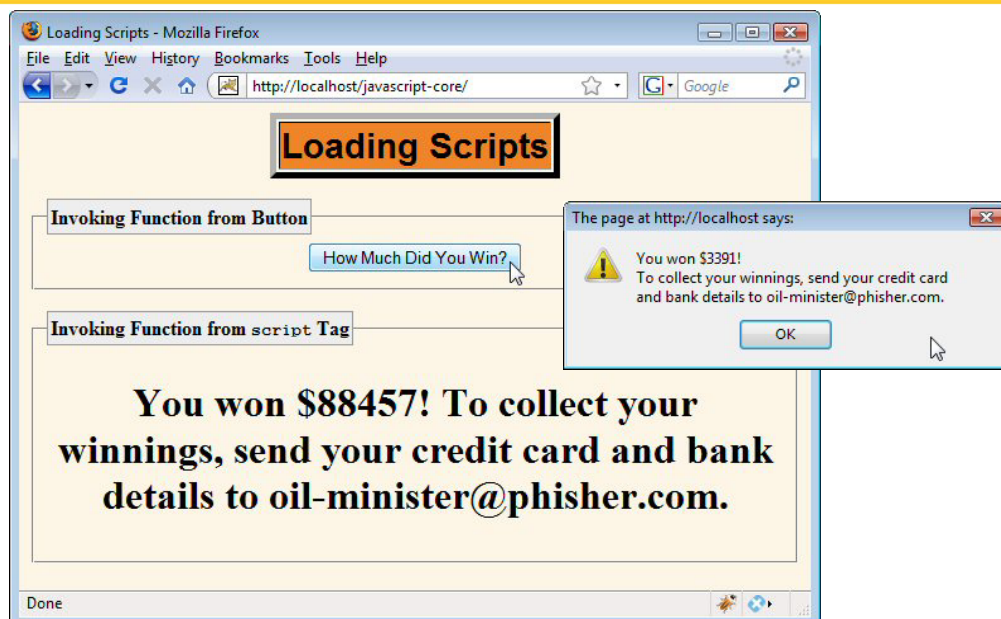 Loading Scripts - Mozilla Firefox
File Edit View History Bookmarks Tools Help
http://localhost/javascript-core/
G Google
Loading Scripts
Invoking Function from Button
How Much Did You Win?
The page at http://localhost says:
You won $3391!
To collect your winnings, send your credit card
and bank details to oil-minister@phisher.com.
OK
Invoking Function from script Tag
You won $88457! To collect your
winnings, send your credit card and bank
details to oil-minister@phisher.com.
Done